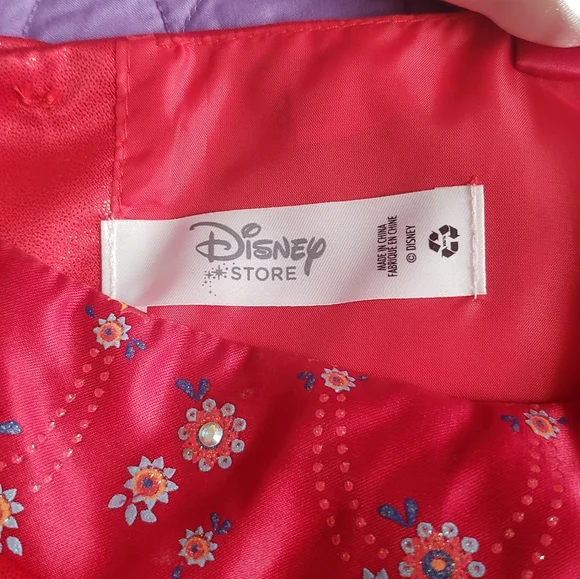 Disney
STORE
MADE IN CHINA
FABRIQUÉ EN CHINE
© DISNEY